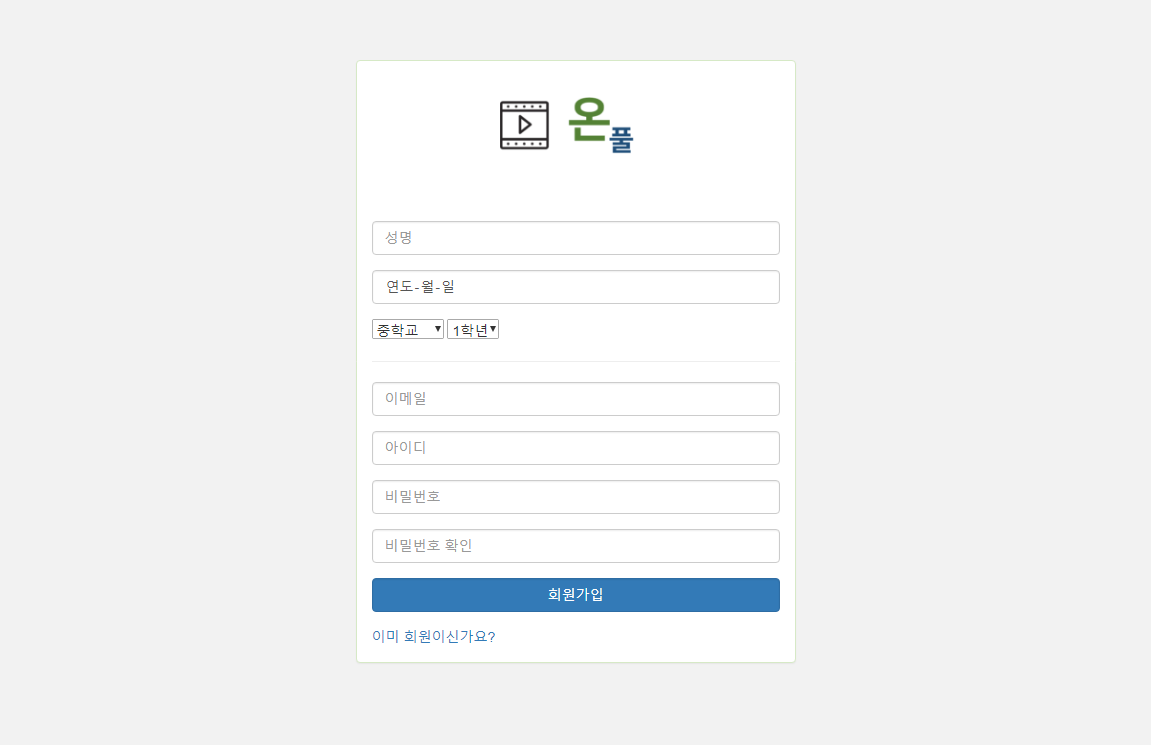 온풀
성명
연도-월-일
중학교 1학년
이메일
아이디
비밀번호
비밀번호 확인
회원가입
이미 회원이신가요?